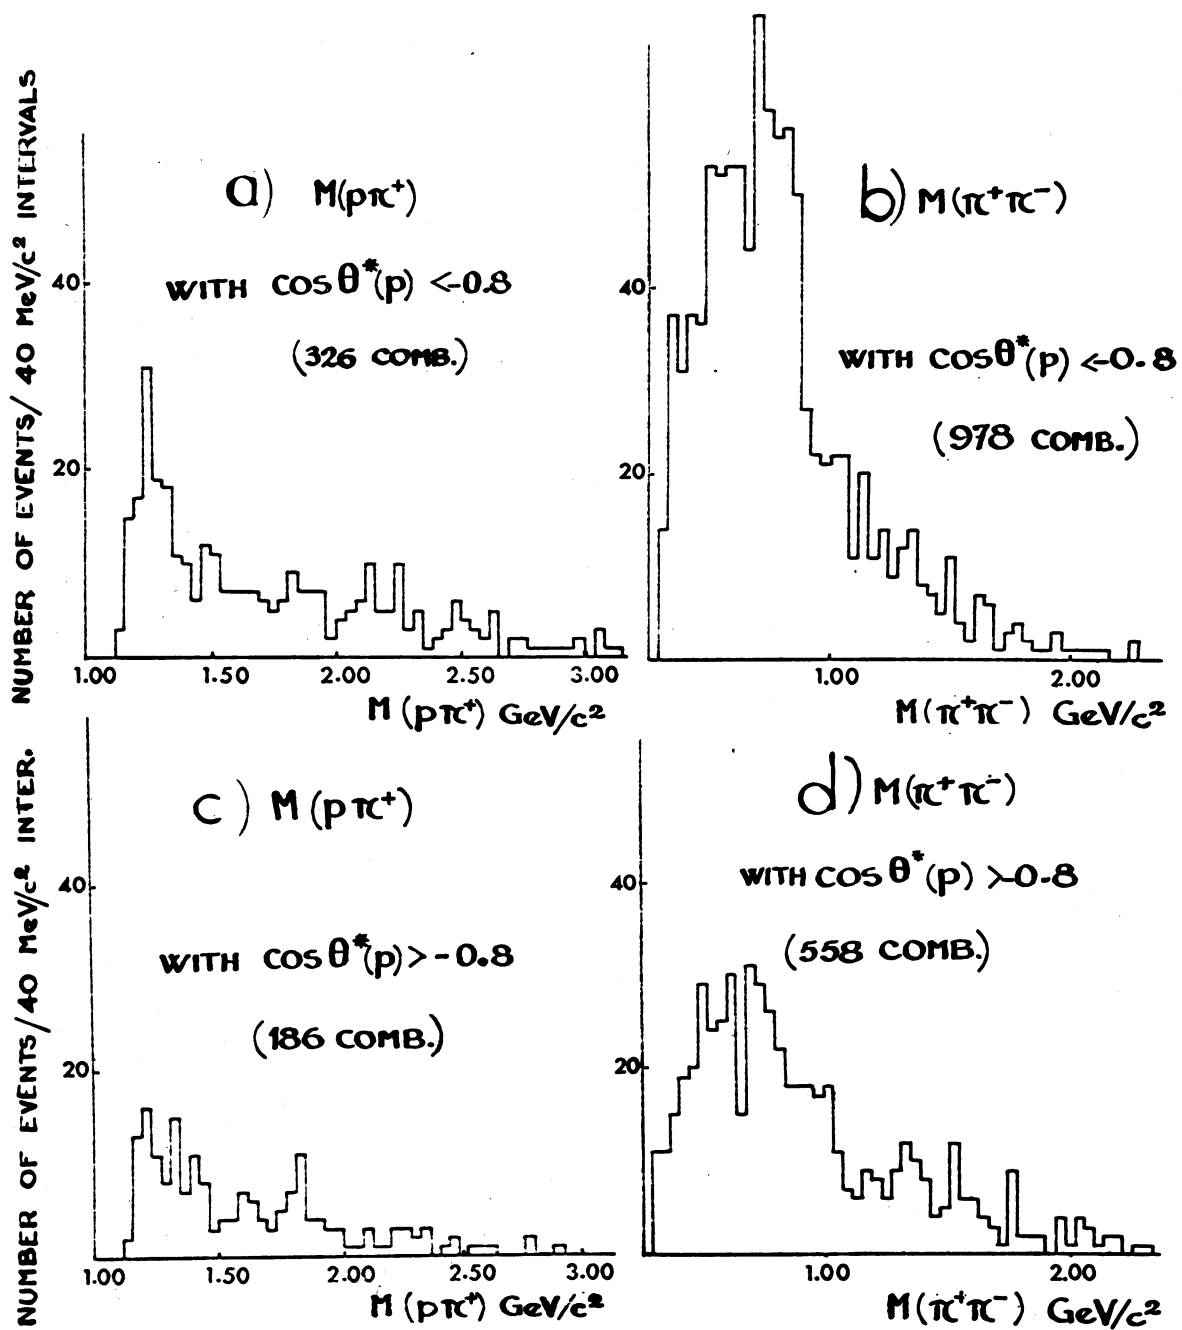 NUMBER OF EVENTS/ 40 MeV/c² INTERVALS
a) M(pπ⁺)
WITH COS θ*(p) <-0.8
(326 COMB.)
40
20
1.00 1.50 2.00 2.50 3.00
M (pπ⁺) GeV/c²
b) M(π⁺π⁻)
WITH COSθ*(p) <-0.8
(978 COMB.)
40
20
1.00 2.00
M(π⁺π⁻) GeV/c²
NUMBER OF EVENTS/40 MeV/c² INTER.
c) M (pπ⁺)
WITH COS θ*(p) > -0.8
(186 COMB.)
40
20
1.00 1.50 2.00 2.50 3.00
M (pπ⁺) GeV/c²
d) M(π⁺π⁻)
WITH COS θ*(p) >-0.8
(558 COMB.)
40
20
1.00 2.00
M(π⁺π⁻) GeV/c²